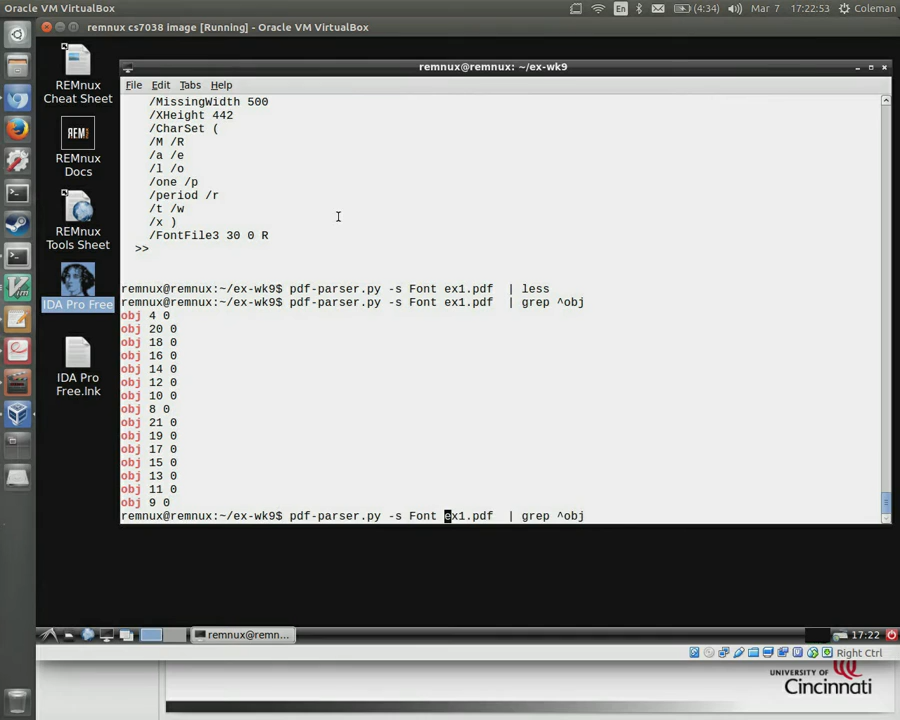 Oracle VM VirtualBox
En
(4:34)
Mar 7
17:22:53
Coleman
remnux cs7038 image [Running] - Oracle VM VirtualBox
REMnux
Cheat Sheet
REM
REMnux
Docs
REMnux
Tools Sheet
IDA Pro Free
IDA Pro
Free.lnk
remnux@remnux: ~/ex-wk9
File Edit Tabs Help
/MissingWidth 500
/XHeight 442
/CharSet (
/M /R
/a /e
/l /o
/one /p
/period /r
/t /w
/x )
/FontFile3 30 0 R
>>
remnux@remnux:~/ex-wk9$ pdf-parser.py -s Font ex1.pdf | less
remnux@remnux:~/ex-wk9$ pdf-parser.py -s Font ex1.pdf | grep ^obj
obj 4 0
obj 20 0
obj 18 0
obj 16 0
obj 14 0
obj 12 0
obj 10 0
obj 8 0
obj 21 0
obj 19 0
obj 17 0
obj 15 0
obj 13 0
obj 11 0
obj 9 0
remnux@remnux:~/ex-wk9$ pdf-parser.py -s Font ex1.pdf | grep ^obj
remnux@remn...
17:22
Right Ctrl
UNIVERSITY OF
Cincinnati